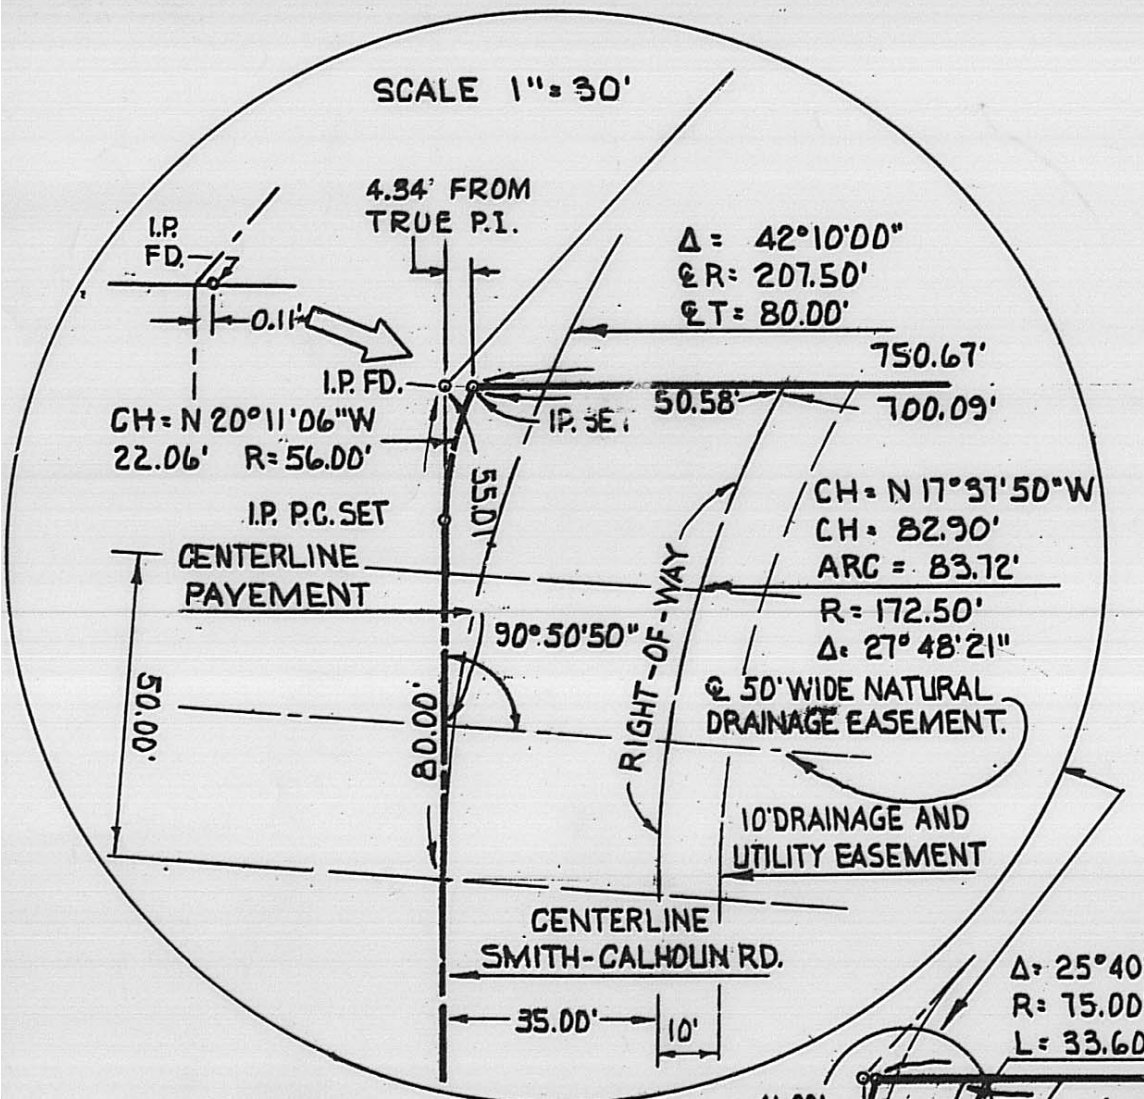 SCALE 1"= 30'
4.34' FROM
TRUE P.I.
I.P.
FD.
0.11'
Δ = 42°10'00"
℄ R= 207.50'
℄ T= 80.00'
750.67'
I.P. FD.
50.58'
700.09'
CH= N 20°11'06"W
22.06' R=56.00'
I.P. SET
55.01'
CH= N 17°37'50"W
CH= 82.90'
ARC = 83.72'
R= 172.50'
Δ= 27°48'21"
I.P. P.C. SET
CENTERLINE
PAVEMENT
90°50'50"
RIGHT-OF-WAY
℄ 50' WIDE NATURAL
DRAINAGE EASEMENT.
50.00'
80.00'
10' DRAINAGE AND
UTILITY EASEMENT
CENTERLINE
SMITH-CALHOUN RD.
35.00'
10'
Δ= 25°40
R= 75.00
L= 33.60